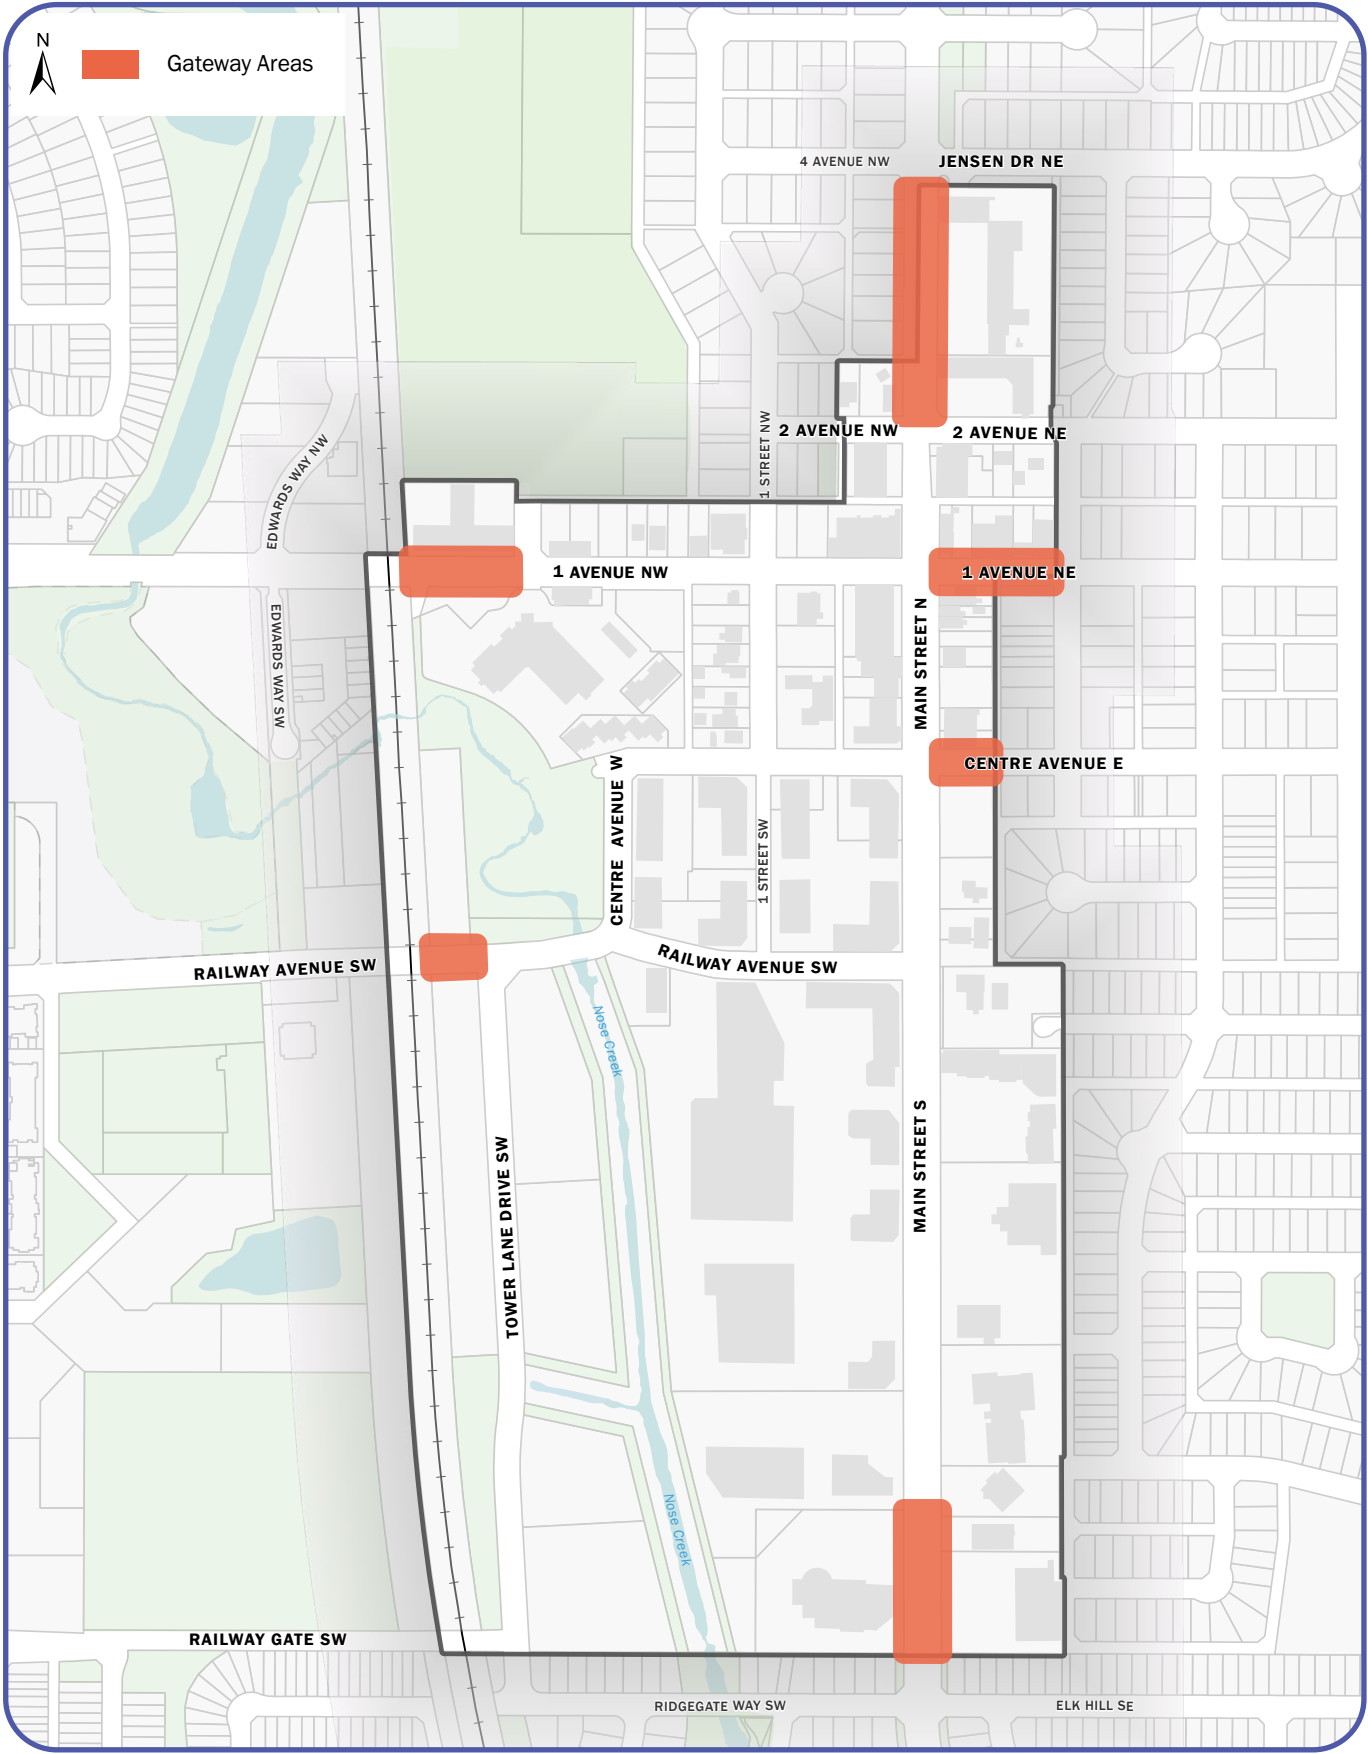 N
Gateway Areas
4 AVENUE NW
JENSEN DR NE
1 STREET NW
2 AVENUE NW
2 AVENUE NE
EDWARDS WAY NW
1 AVENUE NW
1 AVENUE NE
EDWARDS WAY SW
MAIN STREET N
CENTRE AVENUE E
CENTRE AVENUE W
1 STREET SW
RAILWAY AVENUE SW
RAILWAY AVENUE SW
Nose Creek
MAIN STREET S
TOWER LANE DRIVE SW
Nose Creek
RAILWAY GATE SW
RIDGEGATE WAY SW
ELK HILL SE